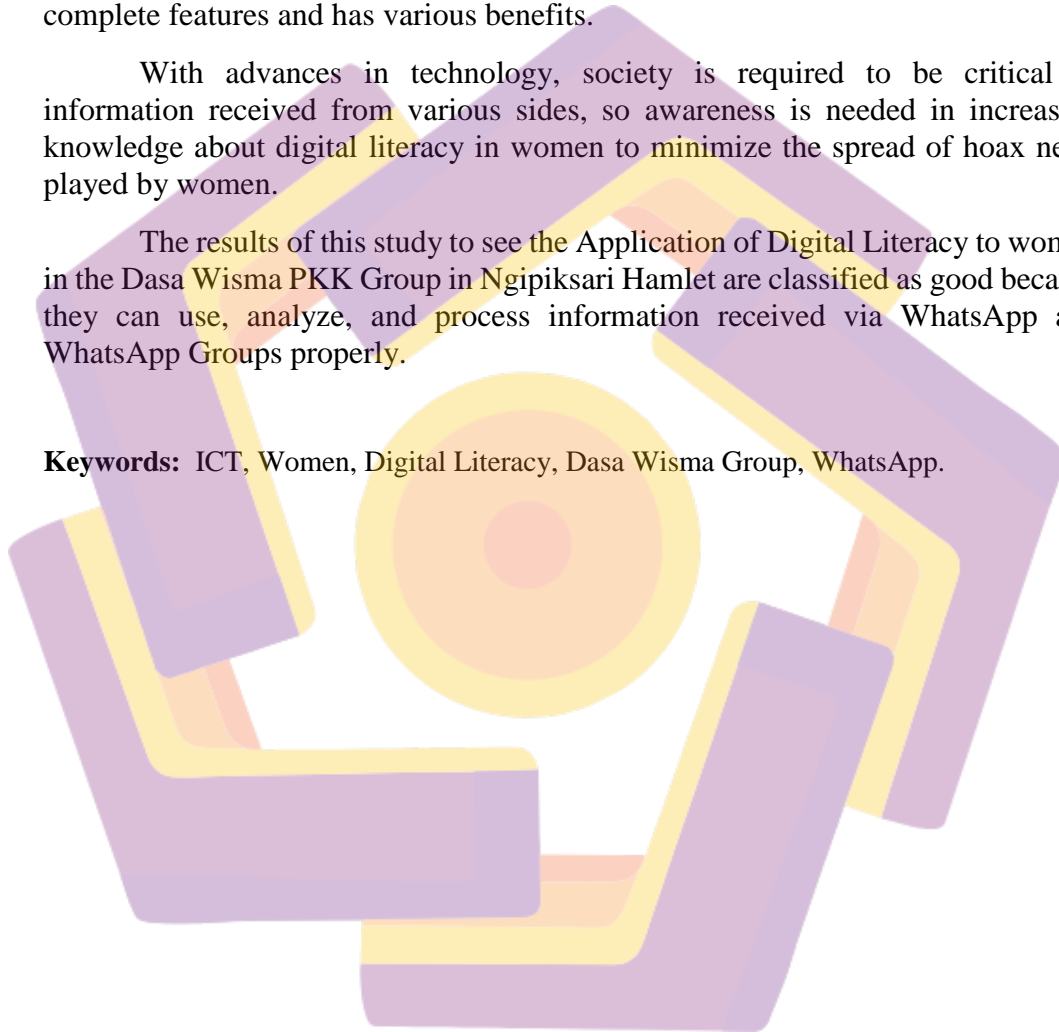 complete features and has various benefits.
With advances in technology, society is required to be critical
information received from various sides, so awareness is needed in increas
knowledge about digital literacy in women to minimize the spread of hoax ne
played by women.
The results of this study to see the Application of Digital Literacy to wom
in the Dasa Wisma PKK Group in Ngipiksari Hamlet are classified as good becau
they can use, analyze, and process information received via WhatsApp a
WhatsApp Groups properly.
Keywords: ICT, Women, Digital Literacy, Dasa Wisma Group, WhatsApp.